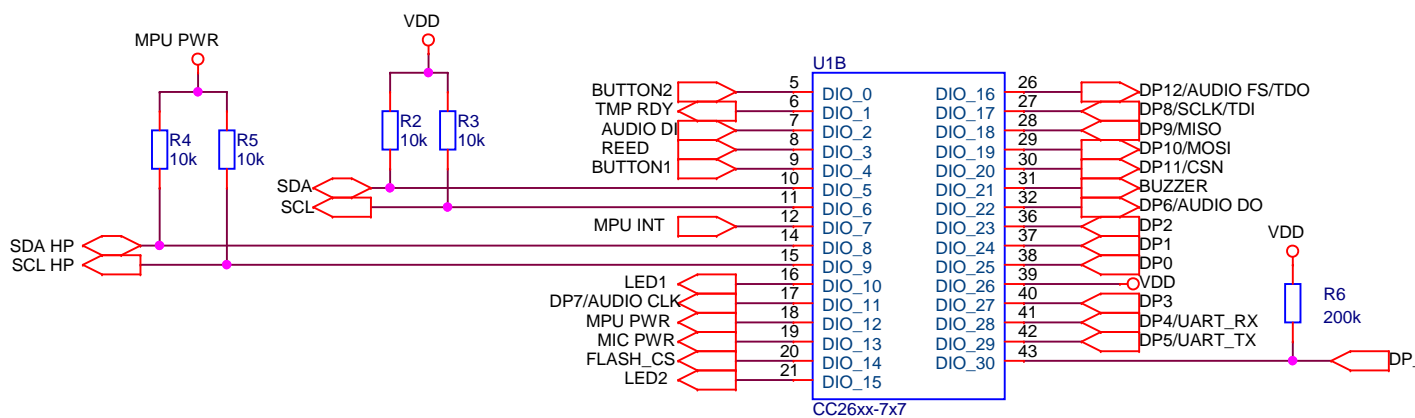 VDD
MPU PWR
R4
10k
R5
10k
R2
10k
R3
10k
SDA
SCL
SDA HP
SCL HP
U1B
BUTTON2 5 DIO_0
TMP RDY 6 DIO_1
AUDIO DI 7 DIO_2
REED 8 DIO_3
BUTTON1 9 DIO_4
10 DIO_5
11 DIO_6
MPU INT 12 DIO_7
14 DIO_8
15 DIO_9
LED1 16 DIO_10
DP7/AUDIO CLK 17 DIO_11
MPU PWR 18 DIO_12
MIC PWR 19 DIO_13
FLASH_CS 20 DIO_14
LED2 21 DIO_15
DIO_16 26 DP12/AUDIO FS/TDO
DIO_17 27 DP8/SCLK/TDI
DIO_18 28 DP9/MISO
DIO_19 29 DP10/MOSI
DIO_20 30 DP11/CSN
DIO_21 31 BUZZER
DIO_22 32 DP6/AUDIO DO
DIO_23 36 DP2
DIO_24 37 DP1
DIO_25 38 DP0
DIO_26 39 VDD
DIO_27 40 DP3
DIO_28 41 DP4/UART_RX
DIO_29 42 DP5/UART_TX
DIO_30 43
CC26xx-7x7
VDD
R6
200k